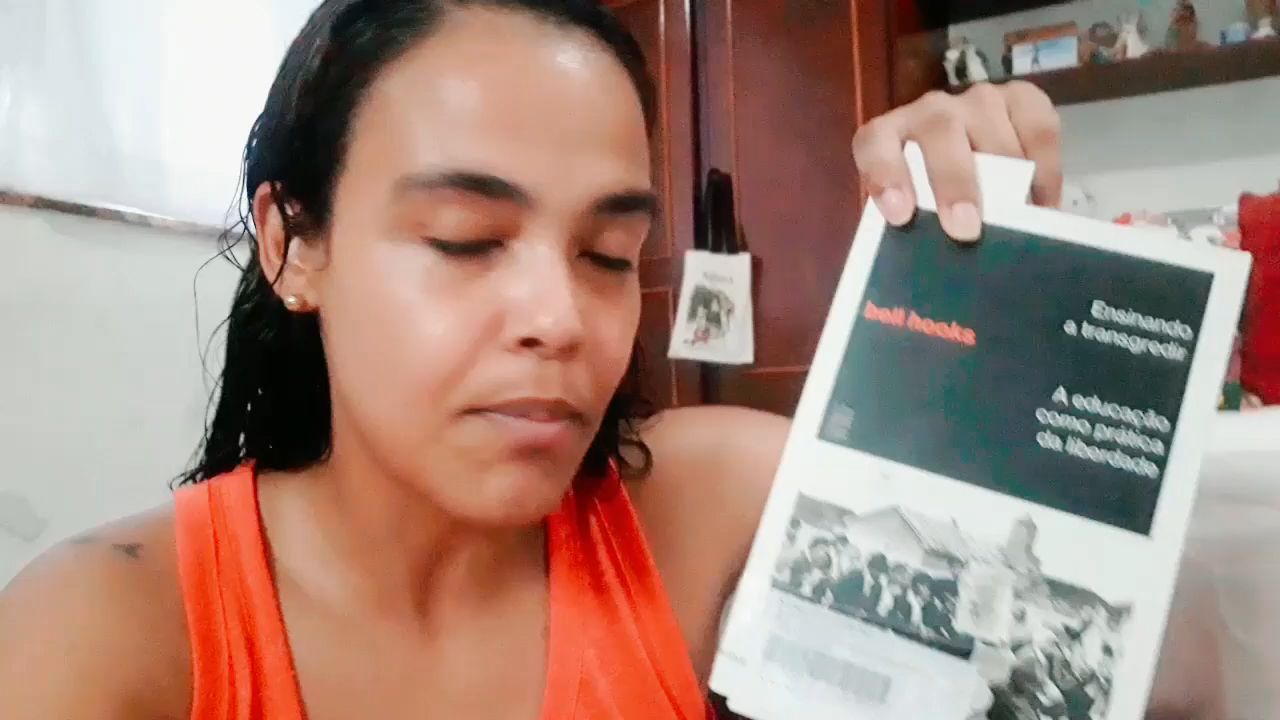 bell hooks
Ensinando
a transgredir
A educação
como prática
da liberdade